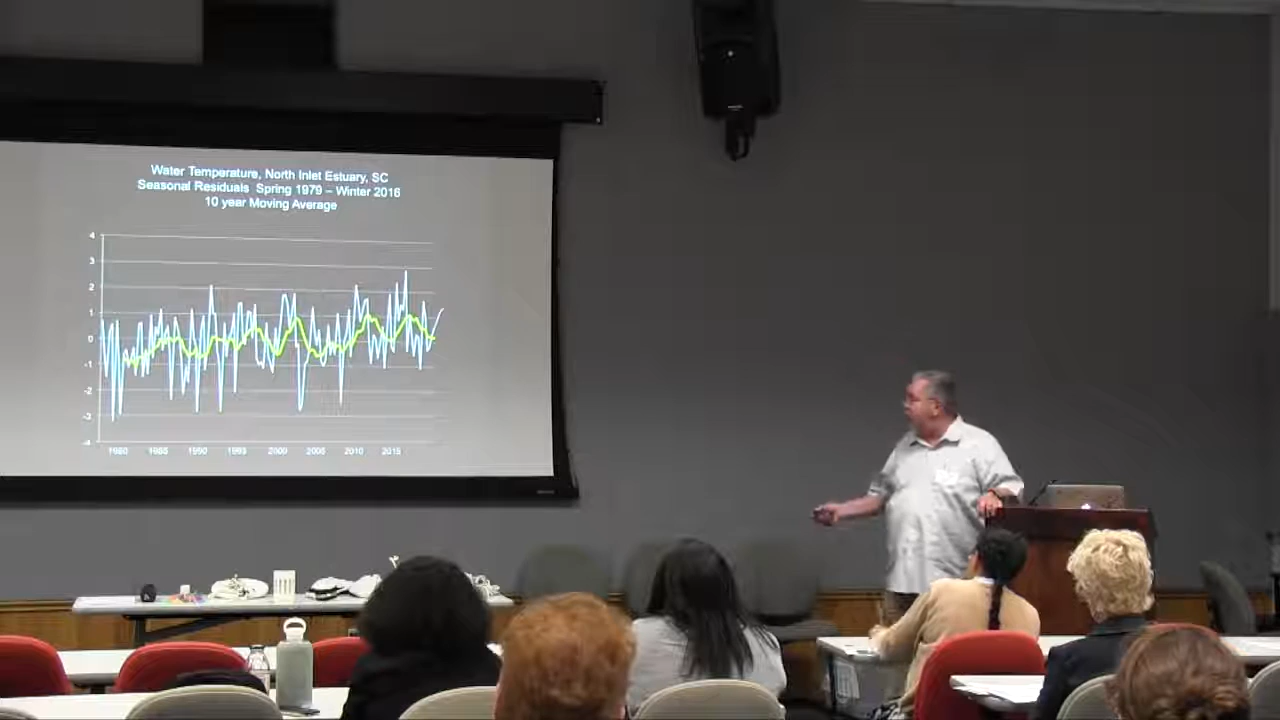 Water Temperature, North Inlet Estuary, SC
Seasonal Residuals Spring 1979 – Winter 2016
10 year Moving Average
4
3
2
1
0
-1
-2
-3
-4
1980 1985 1990 1995 2000 2005 2010 2015